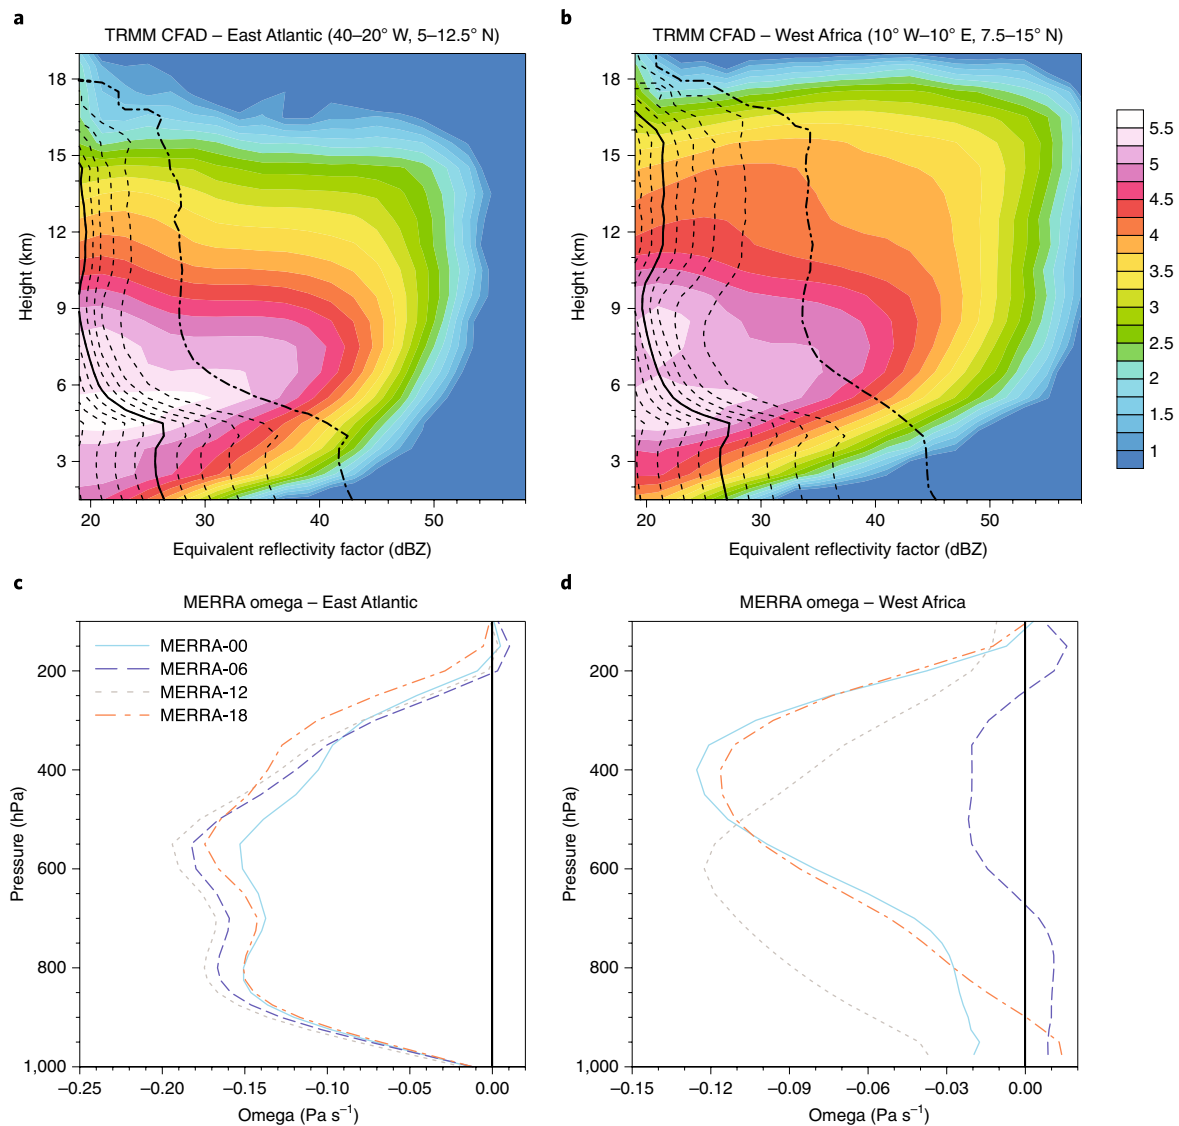 a
TRMM CFAD – East Atlantic (40–20° W, 5–12.5° N)
18
15
12
9
6
3
Height (km)
20 30 40 50
Equivalent reflectivity factor (dBZ)
b
TRMM CFAD – West Africa (10° W–10° E, 7.5–15° N)
18
15
12
9
6
3
Height (km)
20 30 40 50
Equivalent reflectivity factor (dBZ)
5.5
5
4.5
4
3.5
3
2.5
2
1.5
1
c
MERRA omega – East Atlantic
MERRA-00
MERRA-06
MERRA-12
MERRA-18
200
400
600
800
1,000
Pressure (hPa)
–0.25 –0.20 –0.15 –0.10 –0.05 0.00
Omega (Pa s⁻¹)
d
MERRA omega – West Africa
200
400
600
800
1,000
Pressure (hPa)
–0.15 –0.12 –0.09 –0.06 –0.03 0.00
Omega (Pa s⁻¹)